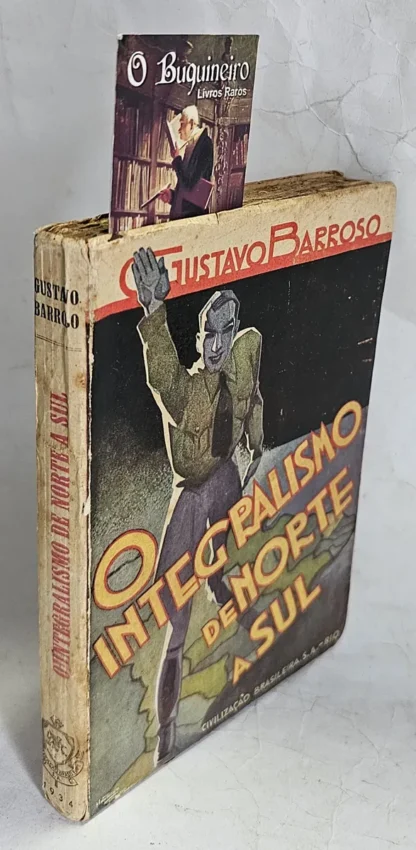 O Buquineiro
Livros Raros
GUSTAVO BARROSO
O
INTEGRALISMO
DE NORTE
A SUL
CIVILIZAÇÃO BRASILEIRA S.A. - RIO
GUSTAVO
BARROSO
O INTEGRALISMO DE NORTE A SUL
1934